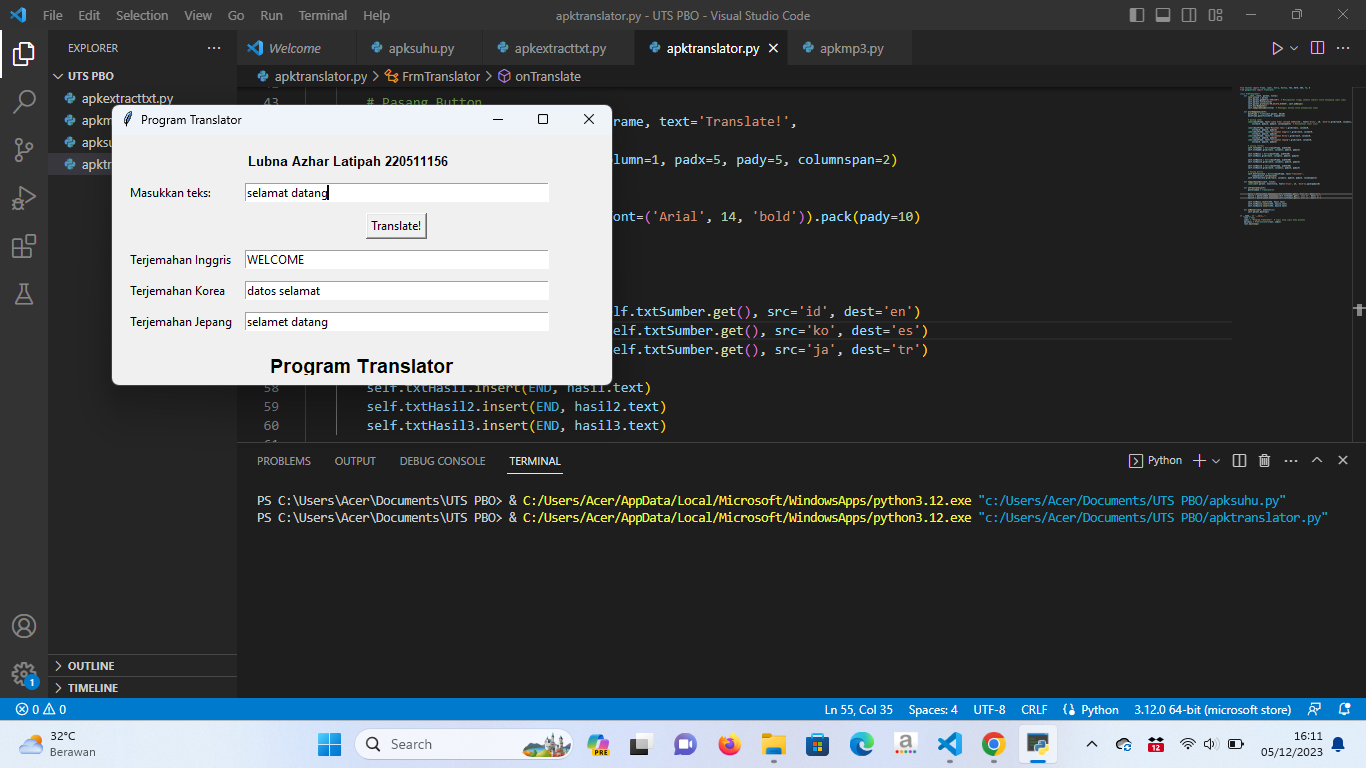 File Edit Selection View Go Run Terminal Help
apktranslator.py - UTS PBO - Visual Studio Code
EXPLORER
UTS PBO
apkextracttxt.py
apkm
apksu
apktr
Welcome apksuhu.py apkextracttxt.py apktranslator.py apkmp3.py
apktranslator.py > FrmTranslator > onTranslate
43 # Pasang Button
rame, text='Translate!',
lumn=1, padx=5, pady=5, columnspan=2)
ont=('Arial', 14, 'bold')).pack(pady=10)
elf.txtSumber.get(), src='id', dest='en')
elf.txtSumber.get(), src='ko', dest='es')
elf.txtSumber.get(), src='ja', dest='tr')
58 self.txtHasil.insert(END, hasil.text)
59 self.txtHasil2.insert(END, hasil2.text)
60 self.txtHasil3.insert(END, hasil3.text)
Program Translator
Lubna Azhar Latipah 220511156
Masukkan teks: selamat datang
Translate!
Terjemahan Inggris WELCOME
Terjemahan Korea datos selamat
Terjemahan Jepang selamet datang
Program Translator
PROBLEMS OUTPUT DEBUG CONSOLE TERMINAL
Python
PS C:\Users\Acer\Documents\UTS PBO> & C:/Users/Acer/AppData/Local/Microsoft/WindowsApps/python3.12.exe "c:/Users/Acer/Documents/UTS PBO/apksuhu.py"
PS C:\Users\Acer\Documents\UTS PBO> & C:/Users/Acer/AppData/Local/Microsoft/WindowsApps/python3.12.exe "c:/Users/Acer/Documents/UTS PBO/apktranslator.py"
OUTLINE
TIMELINE
1
0 0
Ln 55, Col 35 Spaces: 4 UTF-8 CRLF Python 3.12.0 64-bit (microsoft store)
32°C
Berawan
Search
PRE
a
12
16:11
05/12/2023